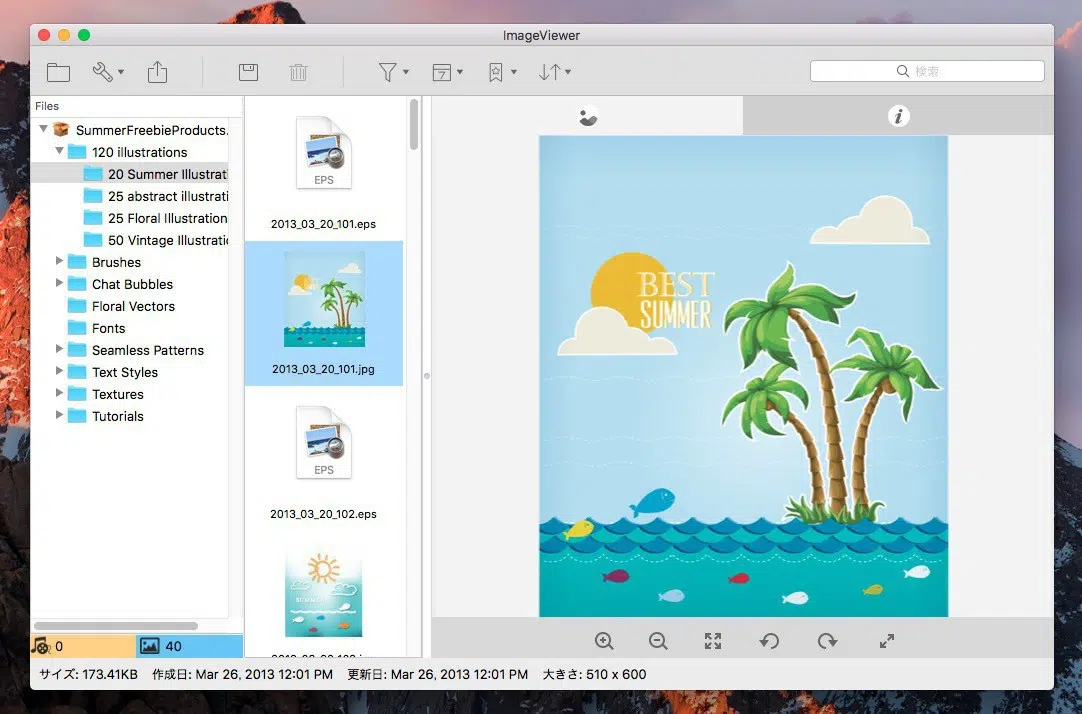 ImageViewer
7
検索
Files
SummerFreebieProducts.
120 illustrations
20 Summer Illustrat
25 abstract illustrati
25 Floral Illustration
50 Vintage Illustratic
Brushes
Chat Bubbles
Floral Vectors
Fonts
Seamless Patterns
Text Styles
Textures
Tutorials
EPS
2013_03_20_101.eps
2013_03_20_101.jpg
EPS
2013_03_20_102.eps
i
BEST
SUMMER
0
40
サイズ: 173.41KB 作成日: Mar 26, 2013 12:01 PM 更新日: Mar 26, 2013 12:01 PM 大きさ: 510 x 600